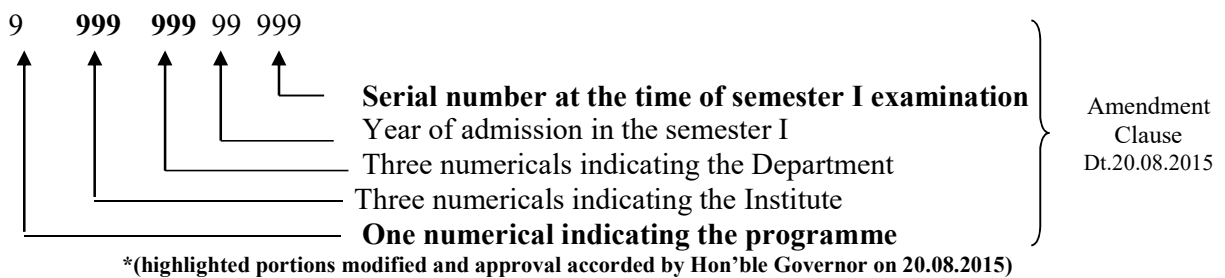 9 999 999 99 999
Serial number at the time of semester I examination
Year of admission in the semester I
Three numericals indicating the Department
Three numericals indicating the Institute
One numerical indicating the programme
Amendment
Clause
Dt.20.08.2015
*(highlighted portions modified and approval accorded by Hon’ble Governor on 20.08.2015)